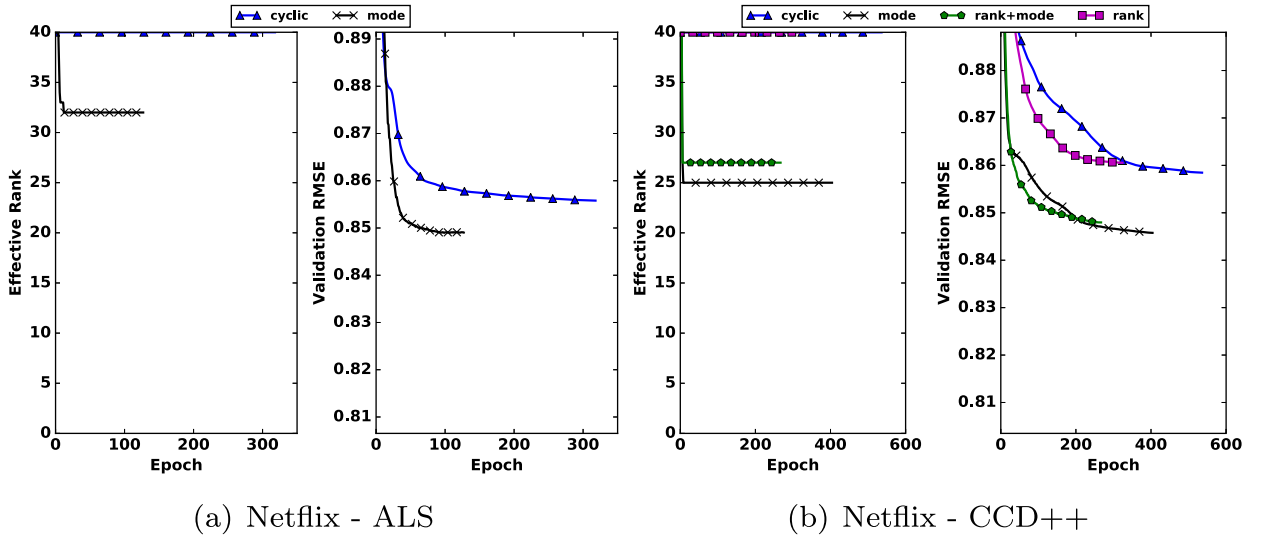 cyclic mode
40
35
30
25
20
15
10
5
0
Effective Rank
0 100 200 300
Epoch
0.89
0.88
0.87
0.86
0.85
0.84
0.83
0.82
0.81
Validation RMSE
0 100 200 300
Epoch
(a) Netflix - ALS
cyclic mode rank+mode rank
40
35
30
25
20
15
10
5
0
Effective Rank
0 200 400 600
Epoch
0.88
0.87
0.86
0.85
0.84
0.83
0.82
0.81
Validation RMSE
0 200 400 600
Epoch
(b) Netflix - CCD++